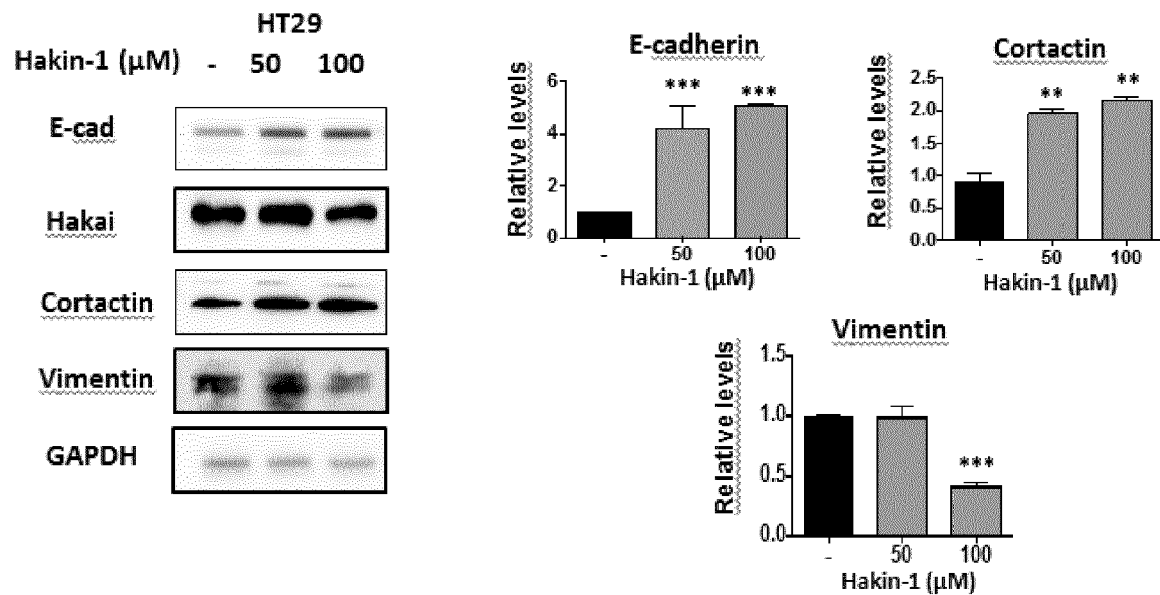 HT29
Hakin-1 (µM) - 50 100
E-cad
Hakai
Cortactin
Vimentin
GAPDH
E-cadherin
Relative levels
6
4
2
0
*** ***
- 50 100
Hakin-1 (µM)
Cortactin
Relative levels
2.5
2.0
1.5
1.0
0.5
0.0
** **
- 50 100
Hakin-1 (µM)
Vimentin
Relative levels
1.5
1.0
0.5
0.0
***
- 50 100
Hakin-1 (µM)